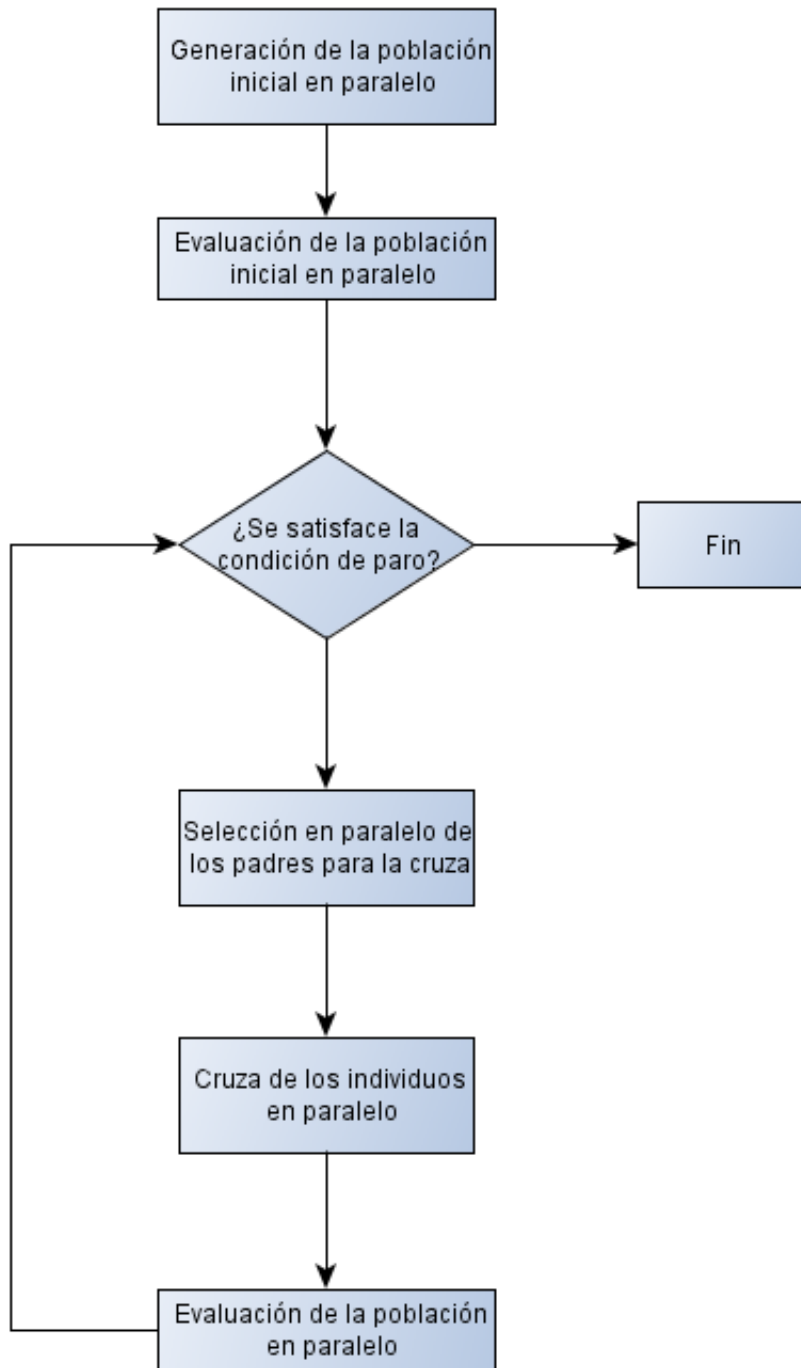 Generación de la población
inicial en paralelo
Evaluación de la población
inicial en paralelo
¿Se satisface la
condición de paro?
Fin
Selección en paralelo de
los padres para la cruza
Cruza de los individuos
en paralelo
Evaluación de la población
en paralelo